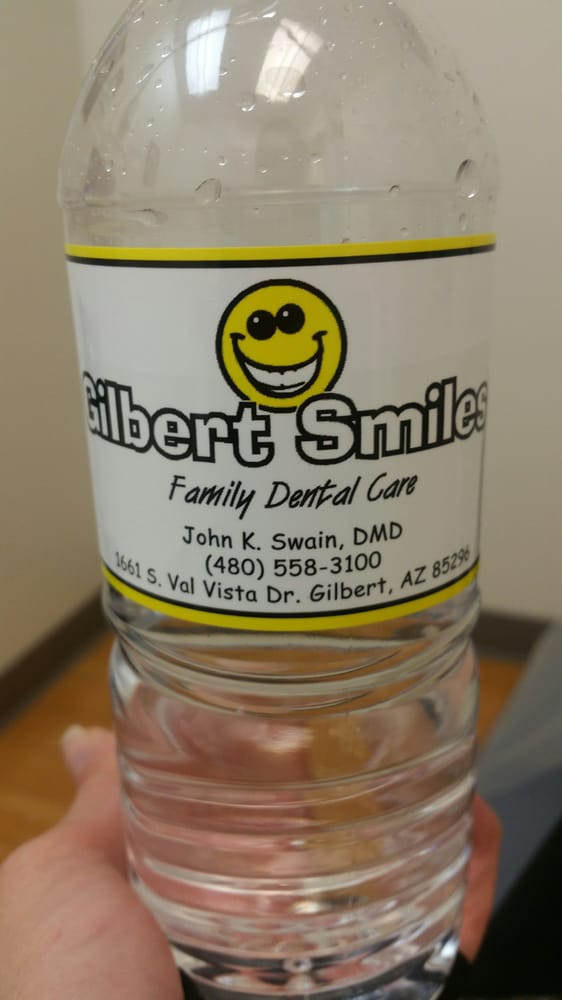 Gilbert Smiles
Family Dental Care
John K. Swain, DMD
(480) 558-3100
1661 S. Val Vista Dr. Gilbert, AZ 85296